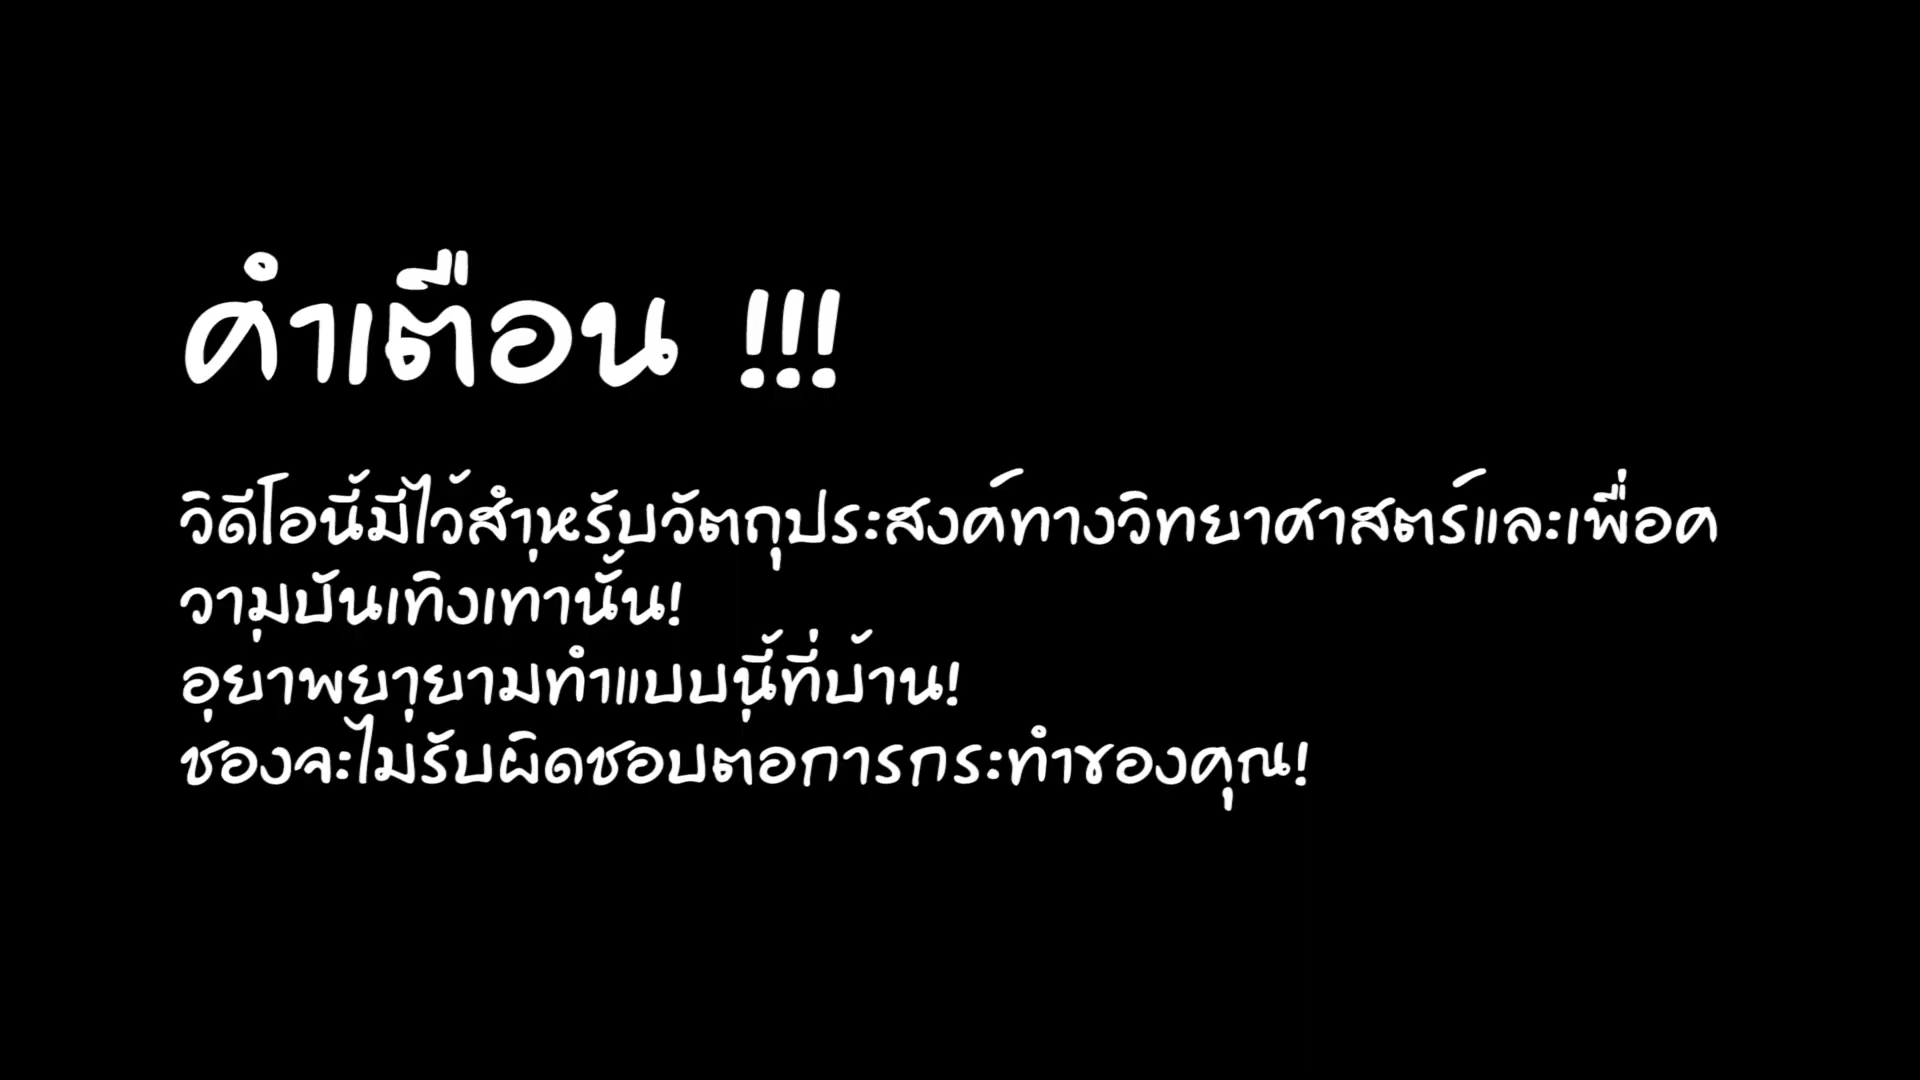 คำเตือน !!!
วิดีโอนี้มีไว้สำหรับวัตถุประสงค์ทางวิทยาศาสตร์และเพื่อค
วามบันเทิงเท่านั้น!
อย่าพยายามทำแบบนี้ที่บ้าน!
ช่องจะไม่รับผิดชอบต่อการกระทำของคุณ!